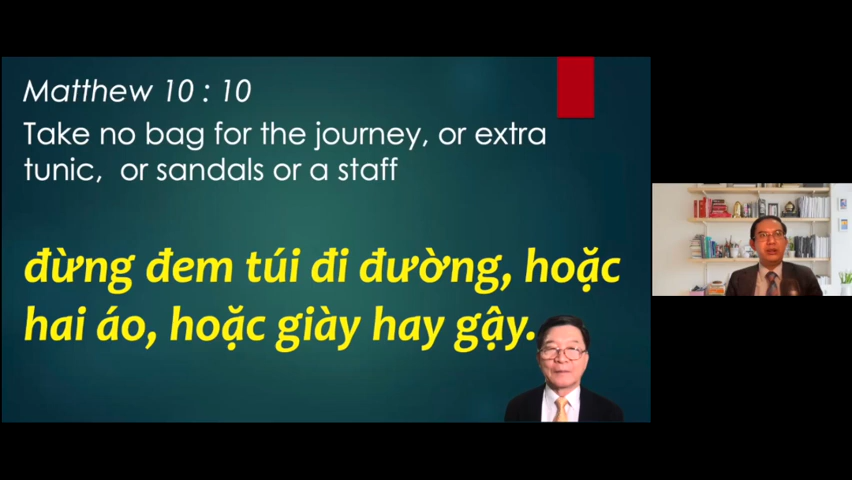 Matthew 10 : 10
Take no bag for the journey, or extra
tunic, or sandals or a staff
đừng đem túi đi đường, hoặc
hai áo, hoặc giày hay gậy.